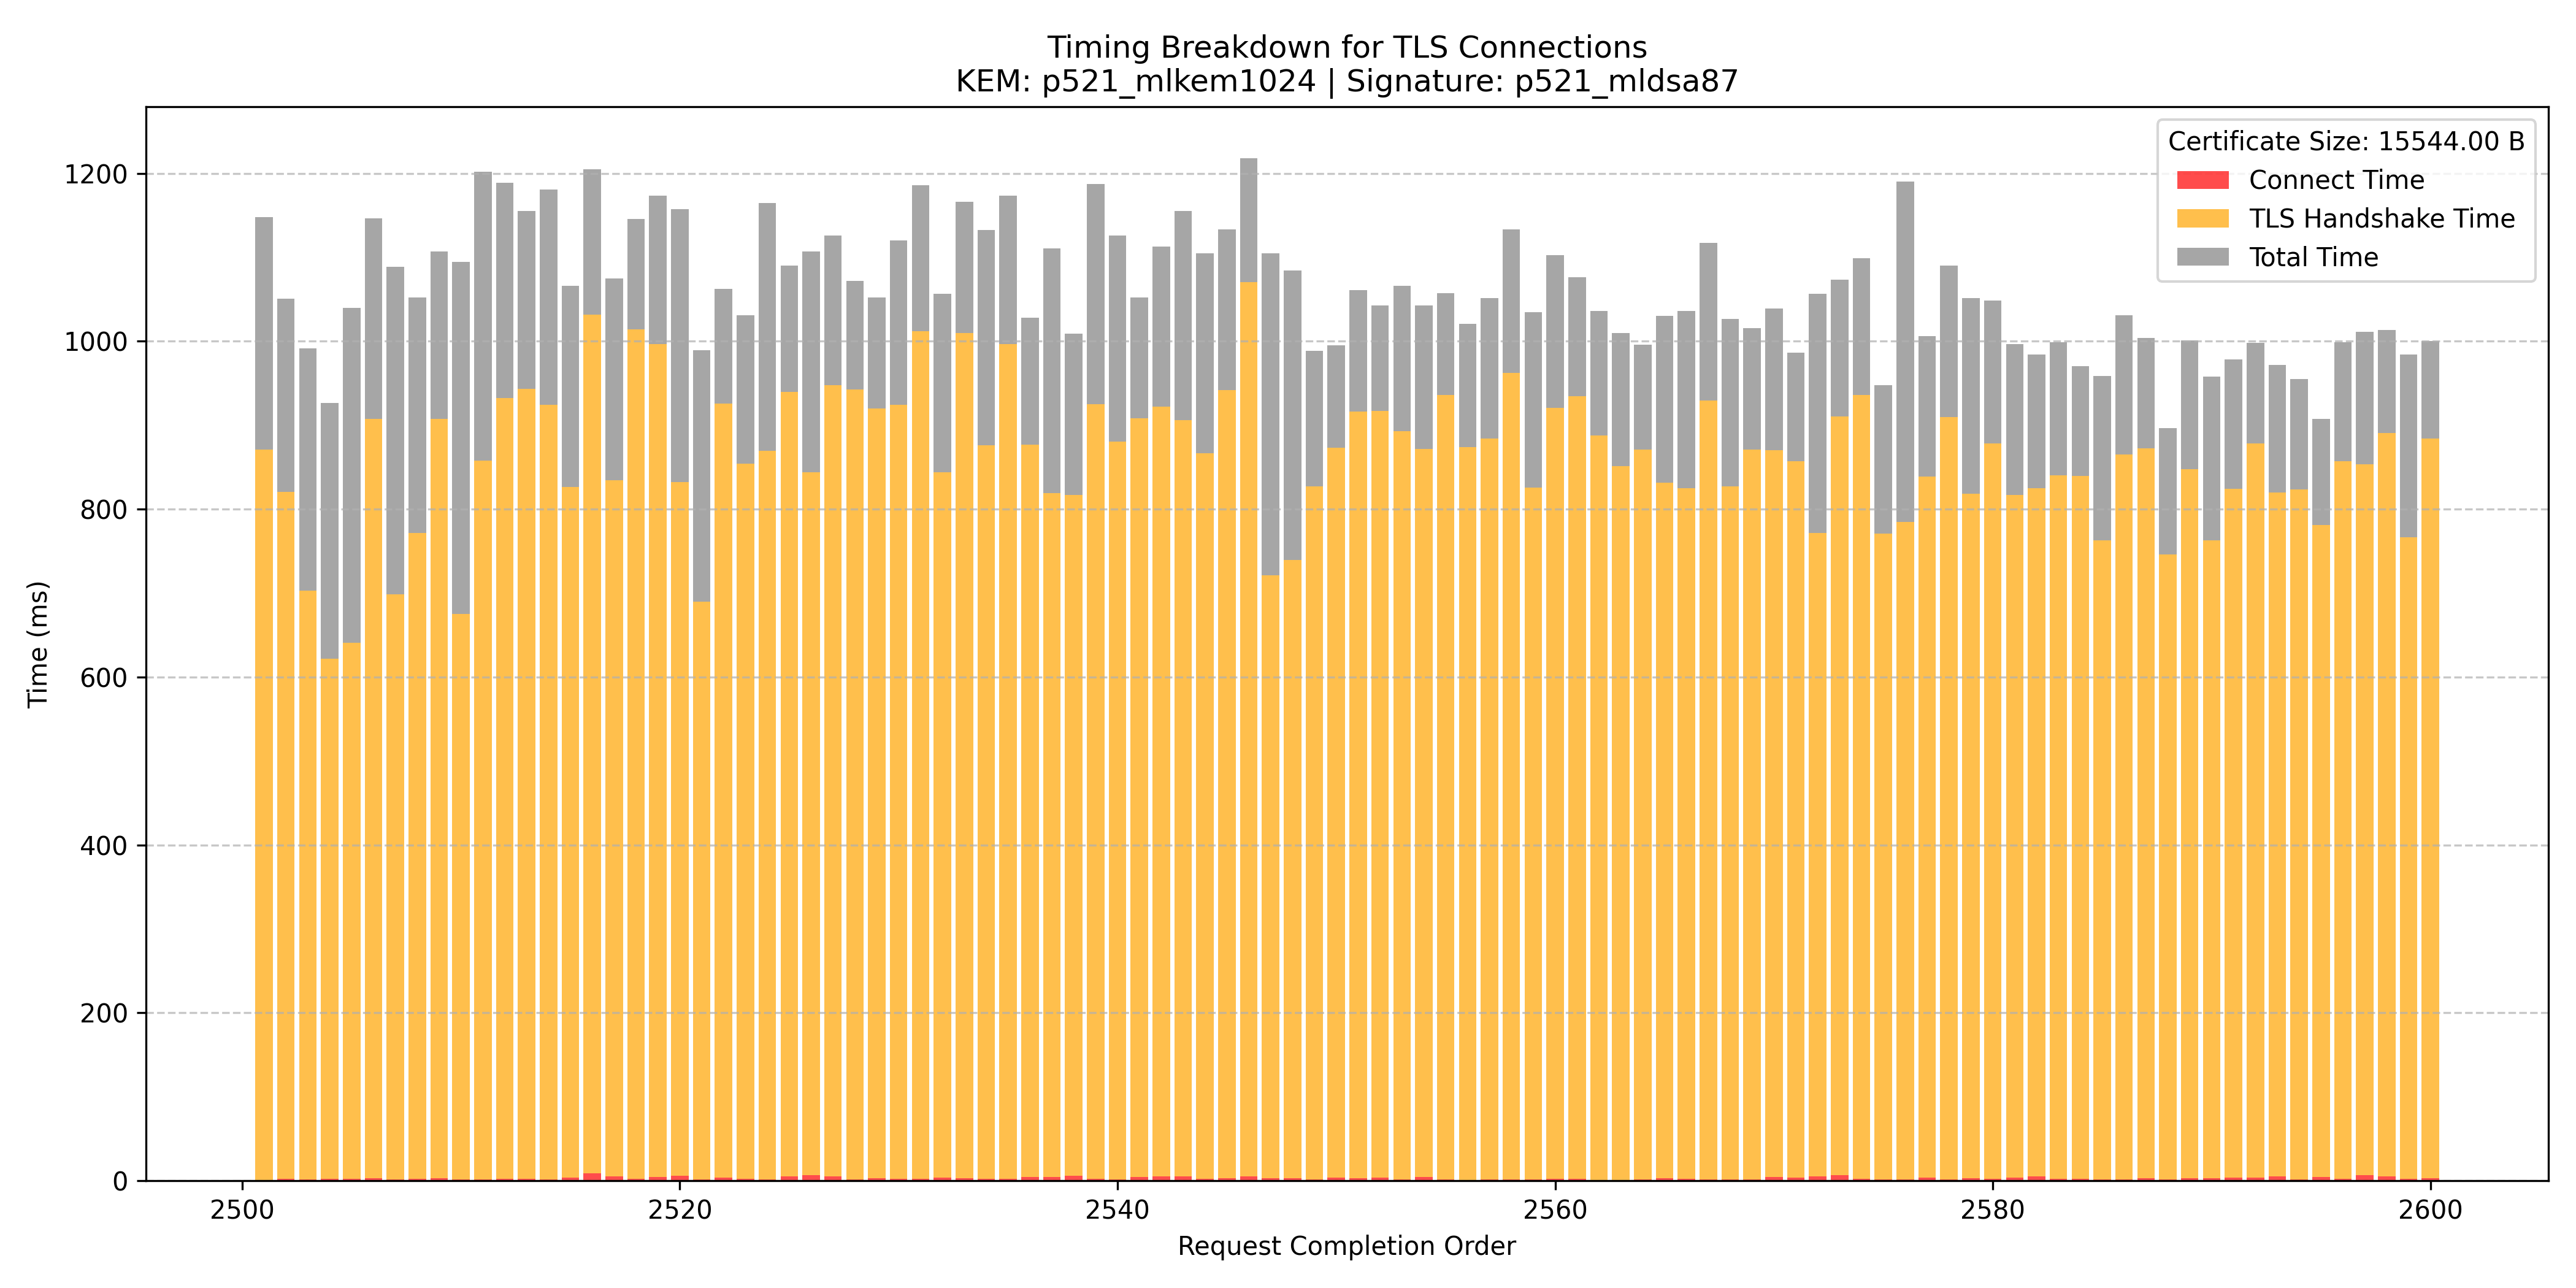 Timing Breakdown for TLS Connections
KEM: p521_mlkem1024 | Signature: p521_mldsa87
Certificate Size: 15544.00 B
Connect Time
TLS Handshake Time
Total Time
Time (ms)
1200
1000
800
600
400
200
0
2500 2520 2540 2560 2580 2600
Request Completion Order